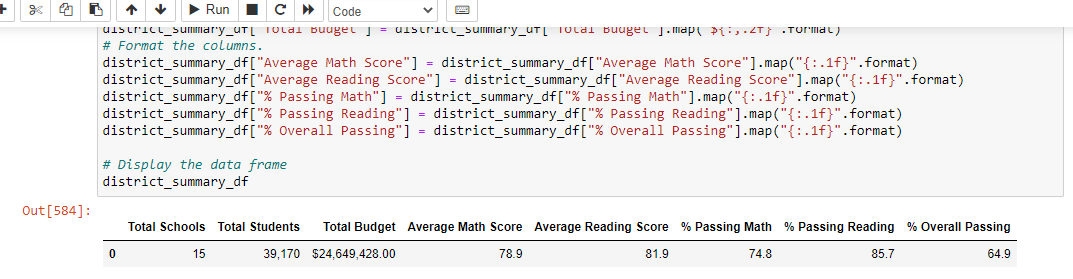 Run
Code
district_summary_df["Total Budget"] = district_summary_df["Total Budget"].map("${:,.2f}".format)
# Format the columns.
district_summary_df["Average Math Score"] = district_summary_df["Average Math Score"].map("{:.1f}".format)
district_summary_df["Average Reading Score"] = district_summary_df["Average Reading Score"].map("{:.1f}".format)
district_summary_df["% Passing Math"] = district_summary_df["% Passing Math"].map("{:.1f}".format)
district_summary_df["% Passing Reading"] = district_summary_df["% Passing Reading"].map("{:.1f}".format)
district_summary_df["% Overall Passing"] = district_summary_df["% Overall Passing"].map("{:.1f}".format)
# Display the data frame
district_summary_df
Out[584]:
Total Schools Total Students Total Budget Average Math Score Average Reading Score % Passing Math % Passing Reading % Overall Passing
0 15 39,170 $24,649,428.00 78.9 81.9 74.8 85.7 64.9